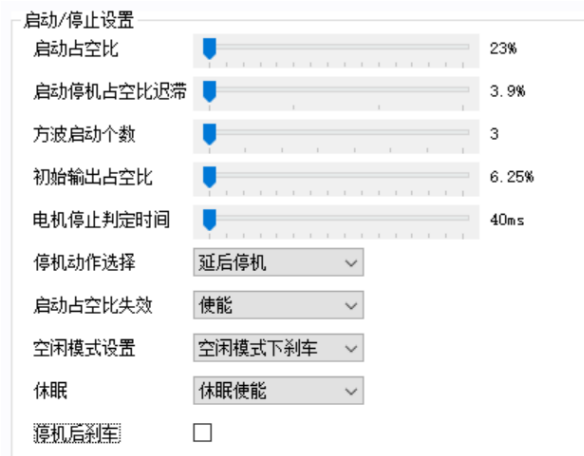 启动/停止设置
启动占空比 23%
启动停机占空比迟滞 3.9%
方波启动个数 3
初始输出占空比 6.25%
电机停止判定时间 40ms
停机动作选择 延后停机
启动占空比失效 使能
空闲模式设置 空闲模式下刹车
休眠 休眠使能
停机后刹车